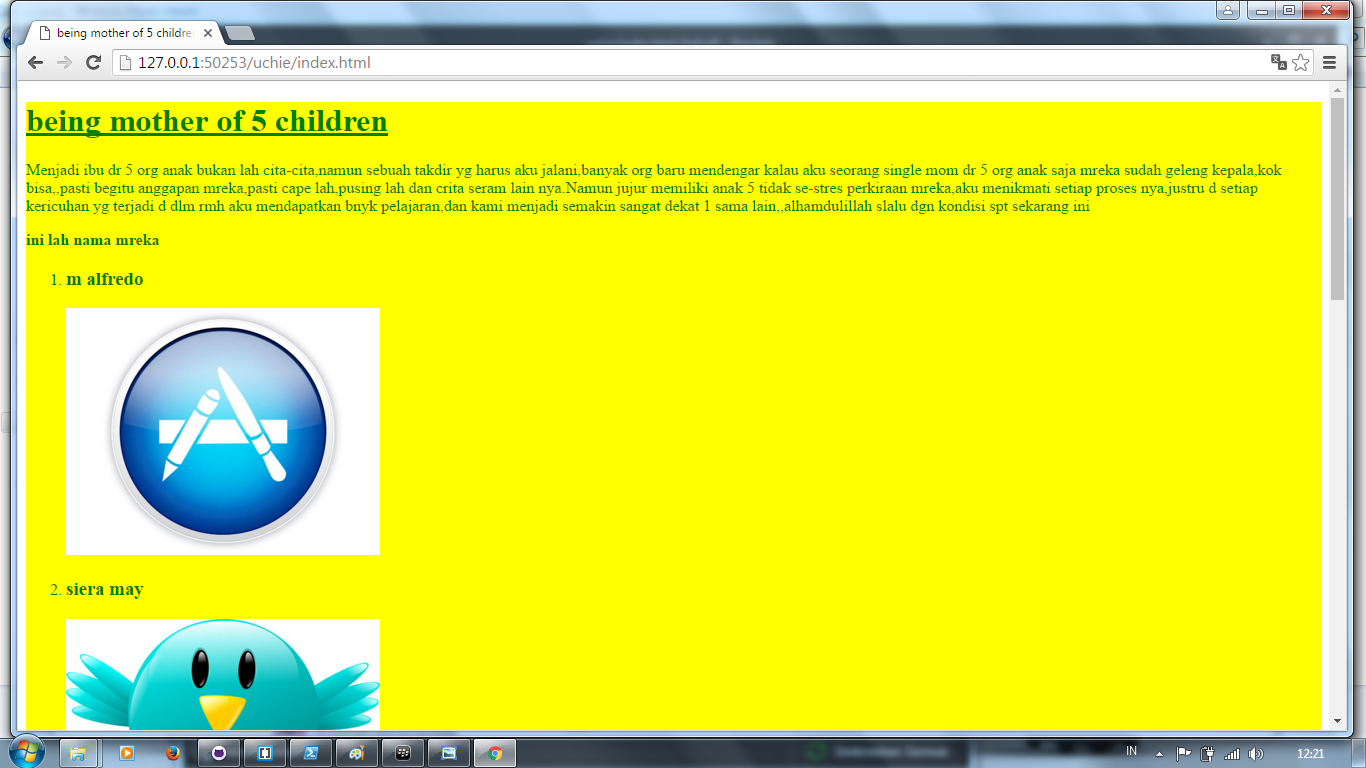 being mother of 5 childre
127.0.0.1:50253/uchie/index.html
being mother of 5 children
Menjadi ibu dr 5 org anak bukan lah cita-cita,namun sebuah takdir yg harus aku jalani,banyak org baru mendengar kalau aku seorang single mom dr 5 org anak saja mreka sudah geleng kepala,kok
bisa,,pasti begitu anggapan mreka,pasti cape lah,pusing lah dan crita seram lain nya.Namun jujur memiliki anak 5 tidak se-stres perkiraan mreka,aku menikmati setiap proses nya,justru d setiap
kericuhan yg terjadi d dlm rmh aku mendapatkan bnyk pelajaran,dan kami menjadi semakin sangat dekat 1 sama lain,,alhamdulillah slalu dgn kondisi spt sekarang ini
ini lah nama mreka
1. m alfredo
2. siera may
IN
12:21